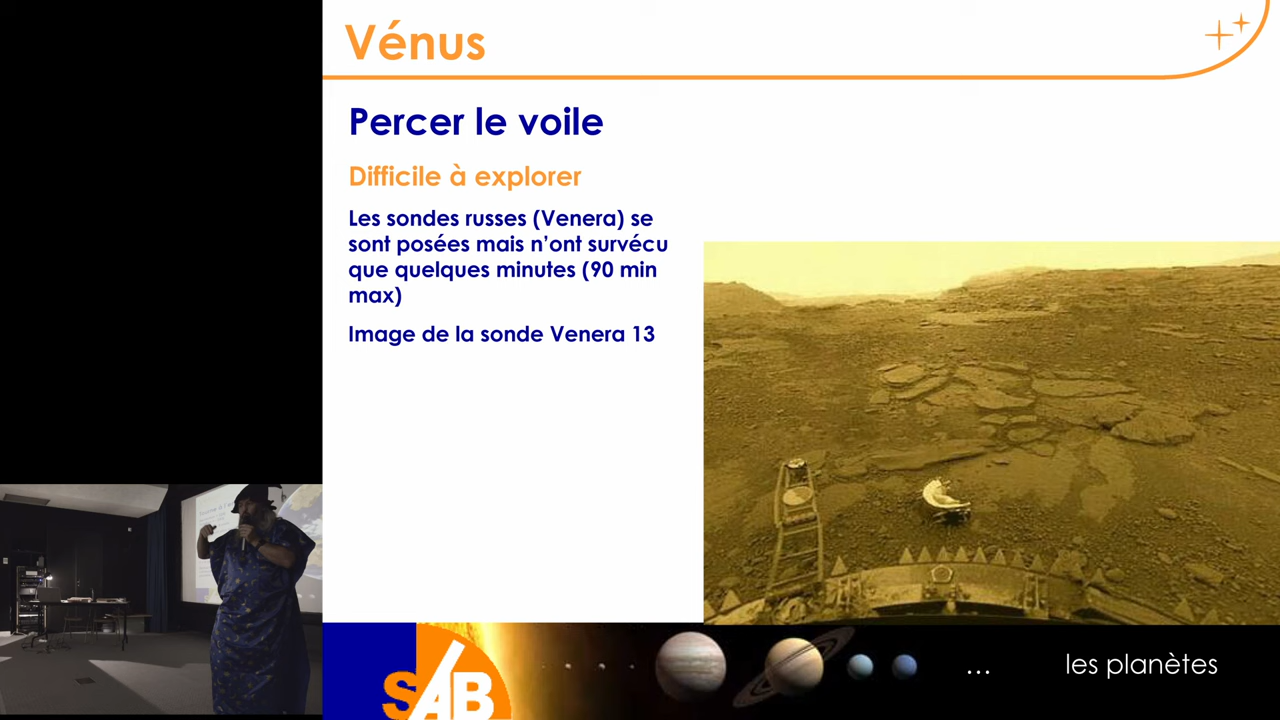 Vénus
Percer le voile
Difficile à explorer
Les sondes russes (Venera) se
sont posées mais n'ont survécu
que quelques minutes (90 min
max)
Image de la sonde Venera 13
SAB
... les planètes